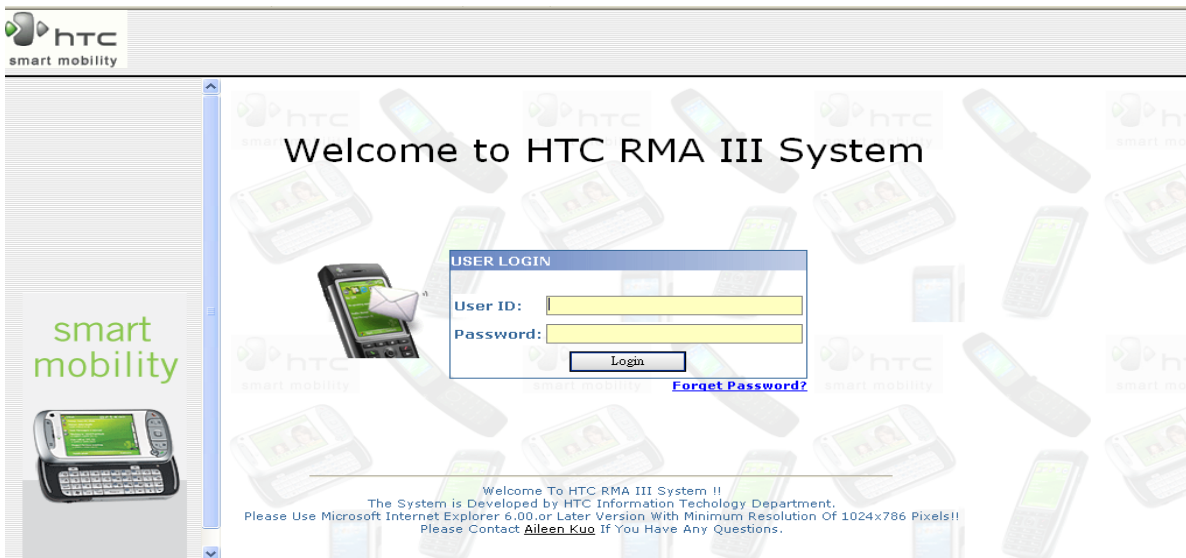 htc
smart mobility
Welcome to HTC RMA III System
USER LOGIN
User ID:
Password:
Login
Forget Password?
smart
mobility
Welcome To HTC RMA III System !!
The System is Developed by HTC Information Techology Department.
Please Use Microsoft Internet Explorer 6.00.or Later Version With Minimum Resolution Of 1024x786 Pixels!!
Please Contact Aileen Kuo If You Have Any Questions.